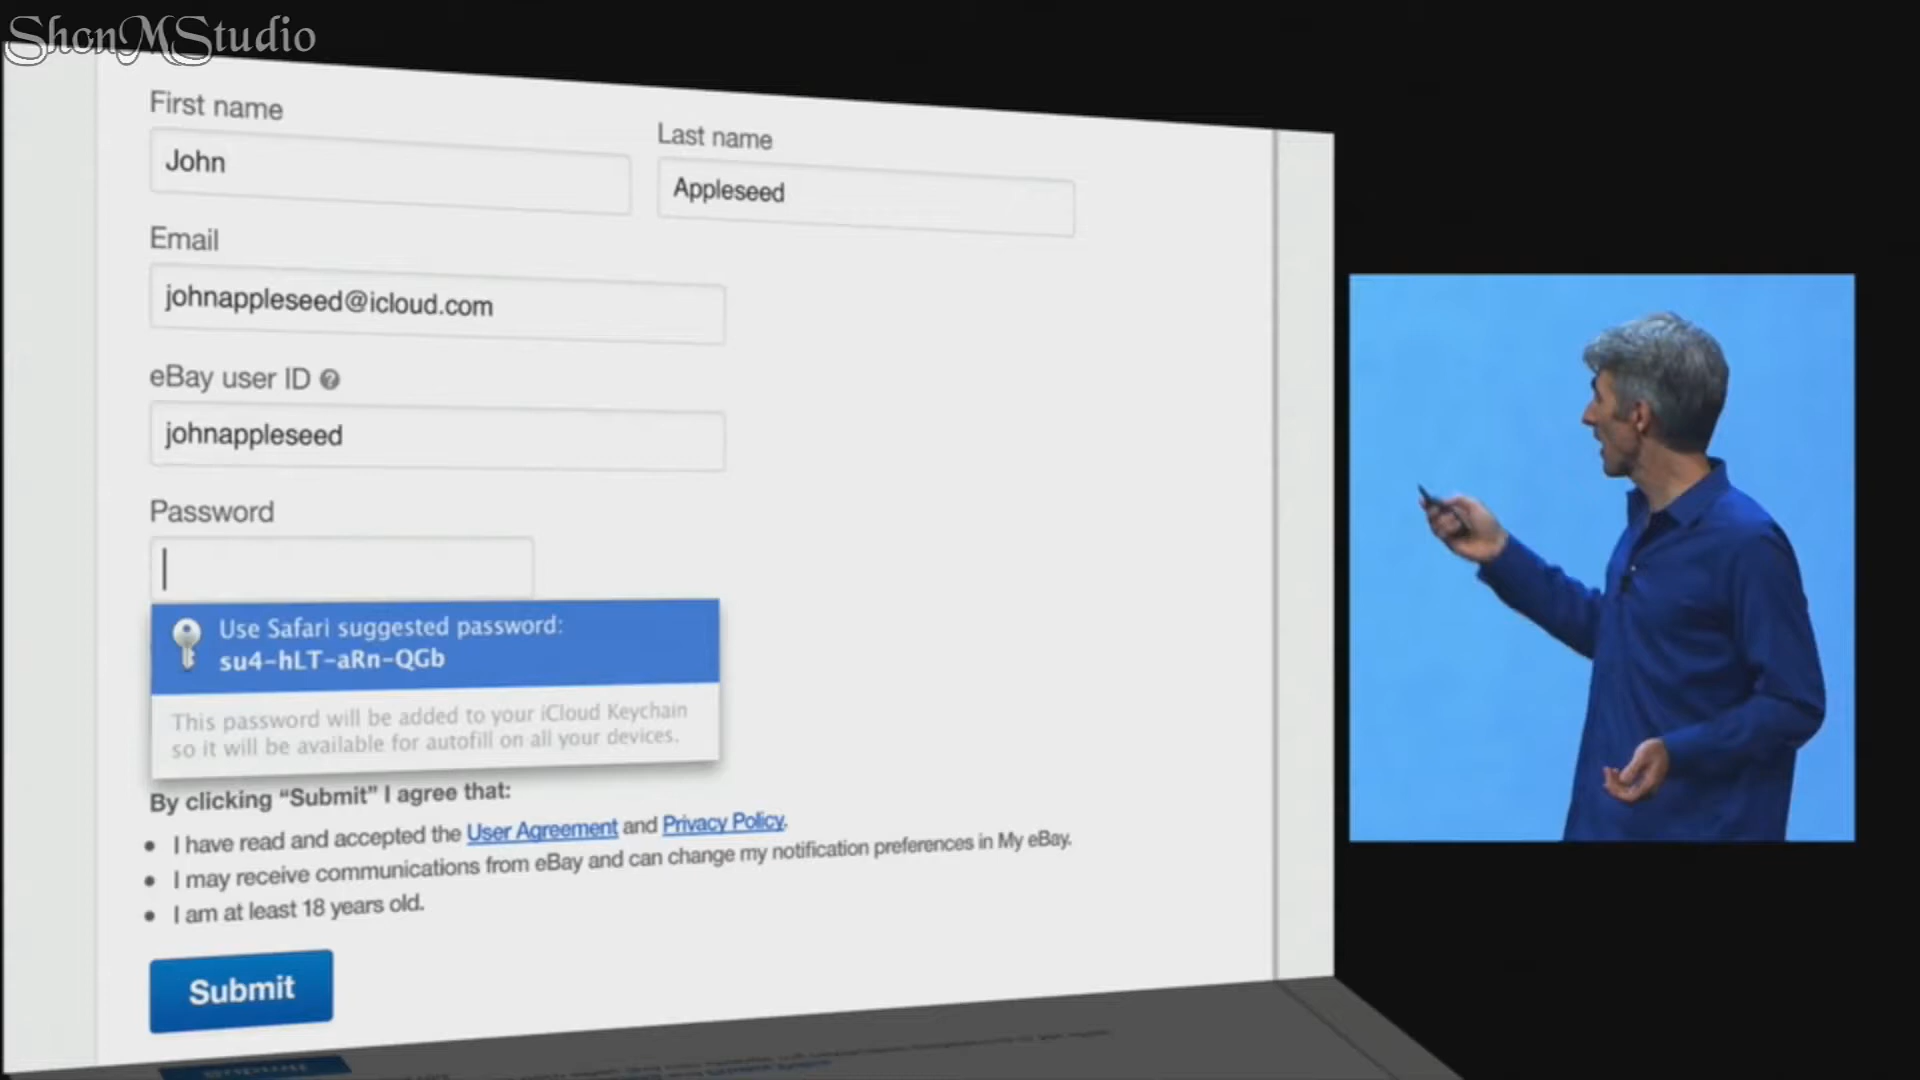 ShonMStudio
First name
Last name
John
Appleseed
Email
johnappleseed@icloud.com
eBay user ID ?
johnappleseed
Password
Use Safari suggested password:
su4-hLT-aRn-QGb
This password will be added to your iCloud Keychain
so it will be available for autofill on all your devices.
By clicking “Submit” I agree that:
• I have read and accepted the User Agreement and Privacy Policy.
• I may receive communications from eBay and can change my notification preferences in My eBay.
• I am at least 18 years old.
Submit